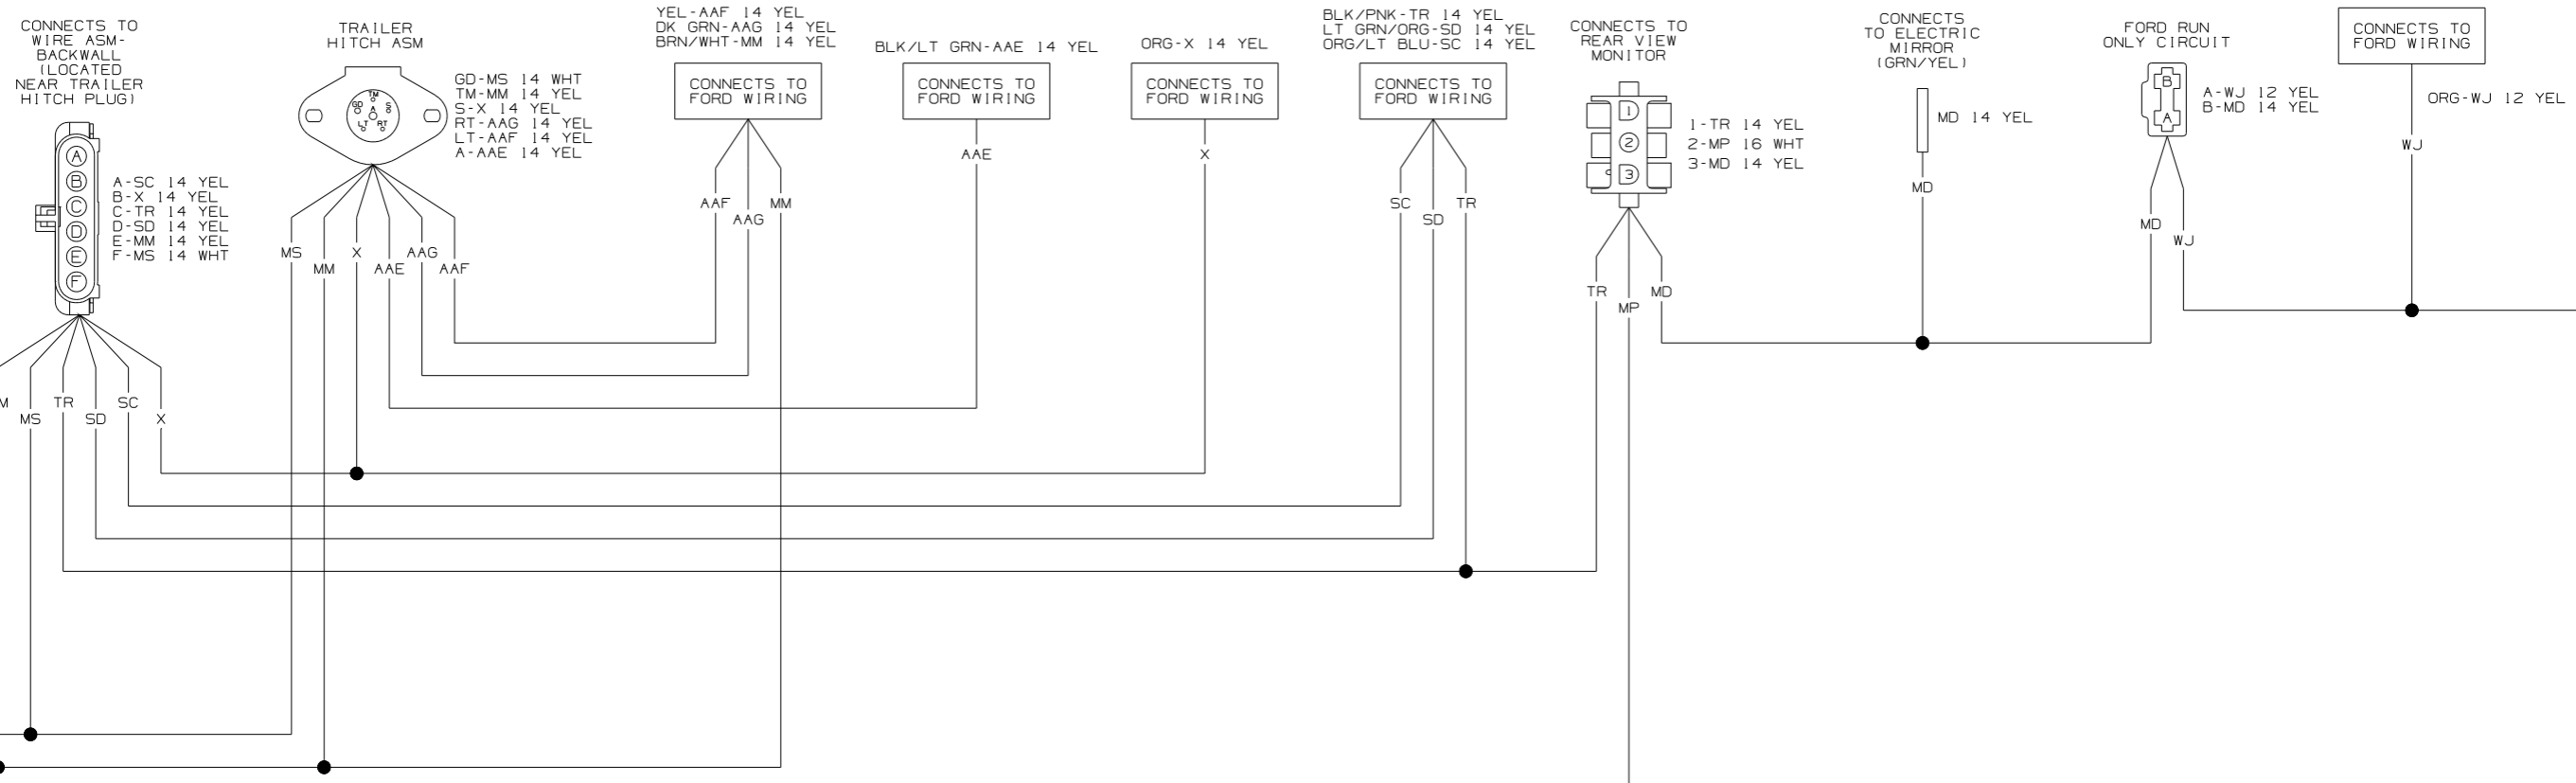 CONNECTS TO
WIRE ASM-
BACKWALL
(LOCATED
NEAR TRAILER
HITCH PLUG)
A
B
C
D
E
F
A-SC 14 YEL
B-X 14 YEL
C-TR 14 YEL
D-SD 14 YEL
E-MM 14 YEL
F-MS 14 WHT
M
MS
TR
SD
SC
X
TRAILER
HITCH ASM
TM
GD
A
S
LT
RT
GD-MS 14 WHT
TM-MM 14 YEL
S-X 14 YEL
RT-AAG 14 YEL
LT-AAF 14 YEL
A-AAE 14 YEL
MS
MM
X
AAE
AAG
AAF
YEL-AAF 14 YEL
DK GRN-AAG 14 YEL
BRN/WHT-MM 14 YEL
CONNECTS TO
FORD WIRING
AAF
AAG
MM
BLK/LT GRN-AAE 14 YEL
CONNECTS TO
FORD WIRING
AAE
ORG-X 14 YEL
CONNECTS TO
FORD WIRING
X
BLK/PNK-TR 14 YEL
LT GRN/ORG-SD 14 YEL
ORG/LT BLU-SC 14 YEL
CONNECTS TO
FORD WIRING
SC
SD
TR
CONNECTS TO
REAR VIEW
MONITOR
1
2
3
1-TR 14 YEL
2-MP 16 WHT
3-MD 14 YEL
TR
MP
MD
CONNECTS
TO ELECTRIC
MIRROR
(GRN/YEL)
MD 14 YEL
MD
FORD RUN
ONLY CIRCUIT
B
A
A-WJ 12 YEL
B-MD 14 YEL
MD
WJ
CONNECTS TO
FORD WIRING
ORG-WJ 12 YEL
WJ